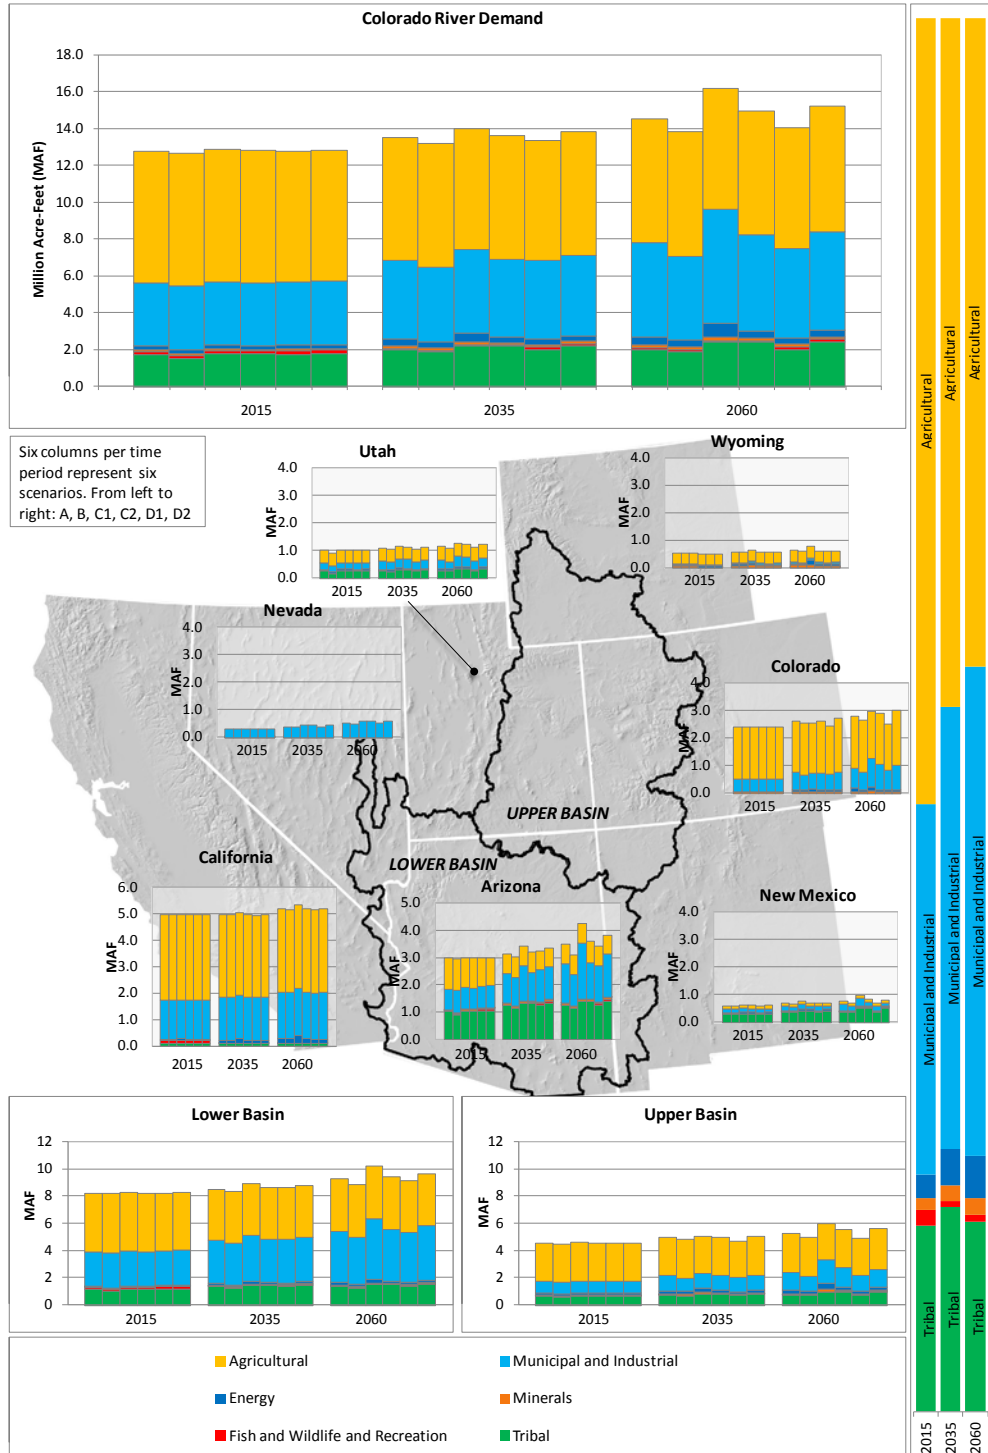 Colorado River Demand
Million Acre-Feet (MAF)
18.0
16.0
14.0
12.0
10.0
8.0
6.0
4.0
2.0
0.0
2015 2035 2060
Six columns per time
period represent six
scenarios. From left to
right: A, B, C1, C2, D1, D2
Utah
MAF
4.0
3.0
2.0
1.0
0.0
2015 2035 2060
Wyoming
MAF
4.0
3.0
2.0
1.0
0.0
2015 2035 2060
Nevada
MAF
4.0
3.0
2.0
1.0
0.0
2015 2035 2060
Colorado
MAF
4.0
3.0
2.0
1.0
0.0
2015 2035 2060
UPPER BASIN
LOWER BASIN
California
MAF
6.0
5.0
4.0
3.0
2.0
1.0
0.0
2015 2035 2060
Arizona
MAF
5.0
4.0
3.0
2.0
1.0
0.0
2015 2035 2060
New Mexico
MAF
4.0
3.0
2.0
1.0
0.0
2015 2035 2060
Lower Basin
MAF
12
10
8
6
4
2
0
2015 2035 2060
Upper Basin
MAF
12
10
8
6
4
2
0
2015 2035 2060
Agricultural Municipal and Industrial
Energy Minerals
Fish and Wildlife and Recreation Tribal
Agricultural Agricultural Agricultural
Municipal and Industrial Municipal and Industrial Municipal and Industrial
Tribal Tribal Tribal
2015 2035 2060